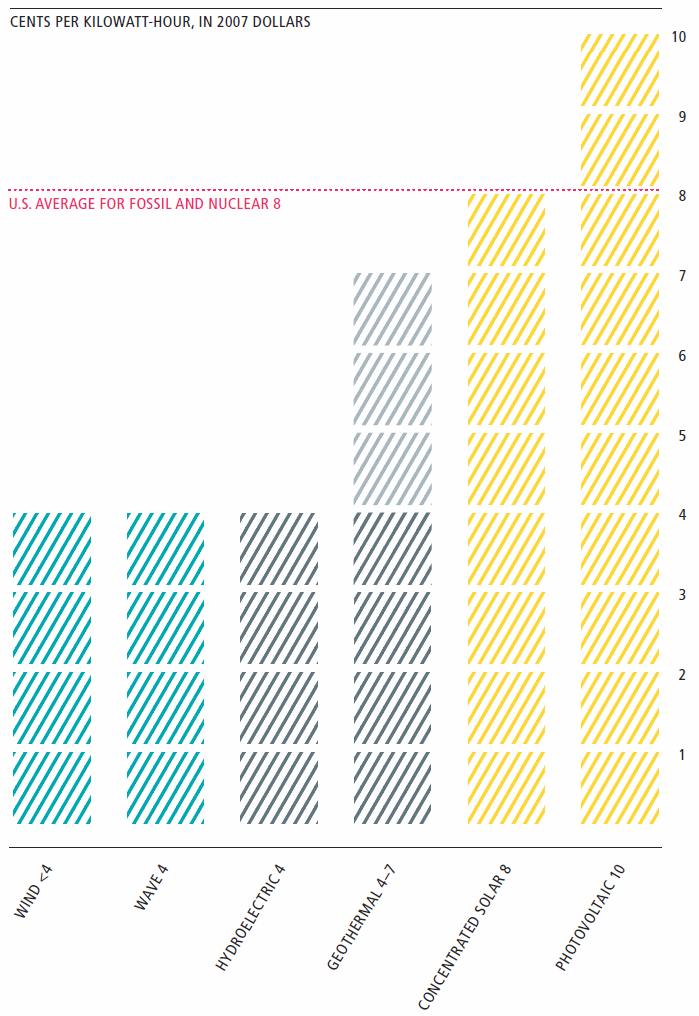 CENTS PER KILOWATT-HOUR, IN 2007 DOLLARS
10
9
8
U.S. AVERAGE FOR FOSSIL AND NUCLEAR 8
7
6
5
4
3
2
1
WIND <4
WAVE 4
HYDROELECTRIC 4
GEOTHERMAL 4–7
CONCENTRATED SOLAR 8
PHOTOVOLTAIC 10